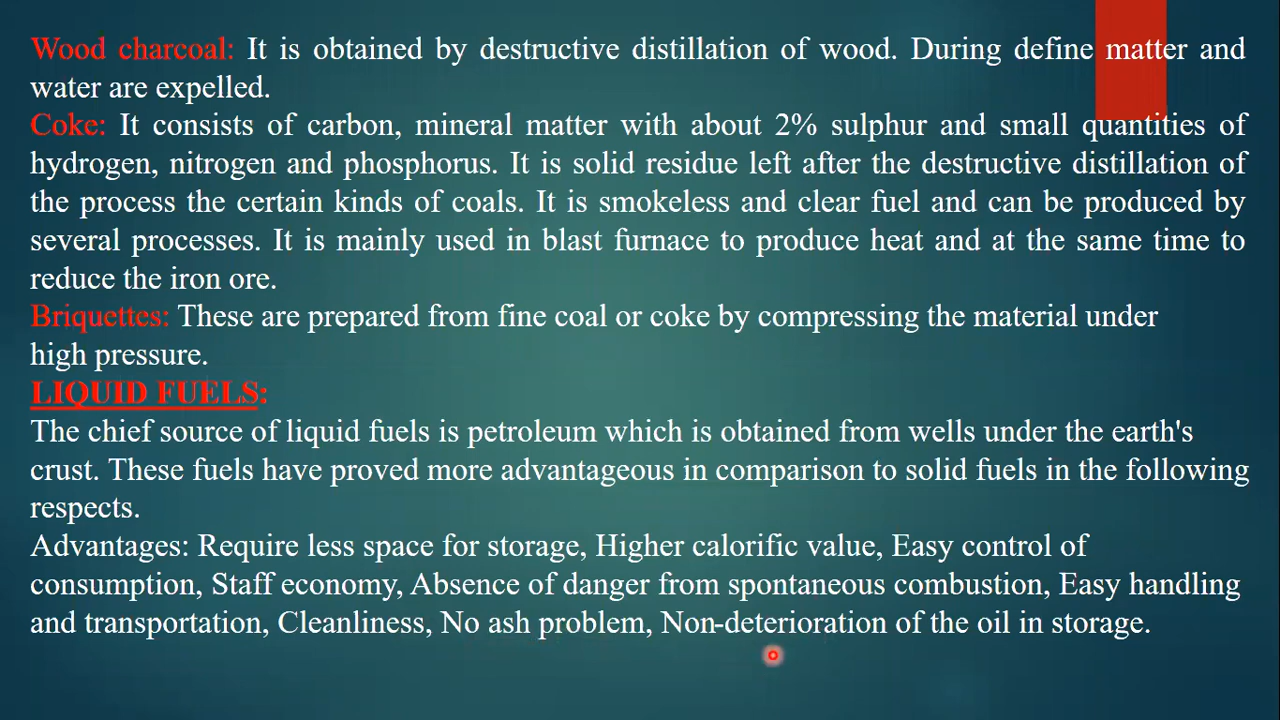 Wood charcoal: It is obtained by destructive distillation of wood. During define matter and
water are expelled.
Coke: It consists of carbon, mineral matter with about 2% sulphur and small quantities of
hydrogen, nitrogen and phosphorus. It is solid residue left after the destructive distillation of
the process the certain kinds of coals. It is smokeless and clear fuel and can be produced by
several processes. It is mainly used in blast furnace to produce heat and at the same time to
reduce the iron ore.
Briquettes: These are prepared from fine coal or coke by compressing the material under
high pressure.
LIQUID FUELS:
The chief source of liquid fuels is petroleum which is obtained from wells under the earth's
crust. These fuels have proved more advantageous in comparison to solid fuels in the following
respects.
Advantages: Require less space for storage, Higher calorific value, Easy control of
consumption, Staff economy, Absence of danger from spontaneous combustion, Easy handling
and transportation, Cleanliness, No ash problem, Non-deterioration of the oil in storage.